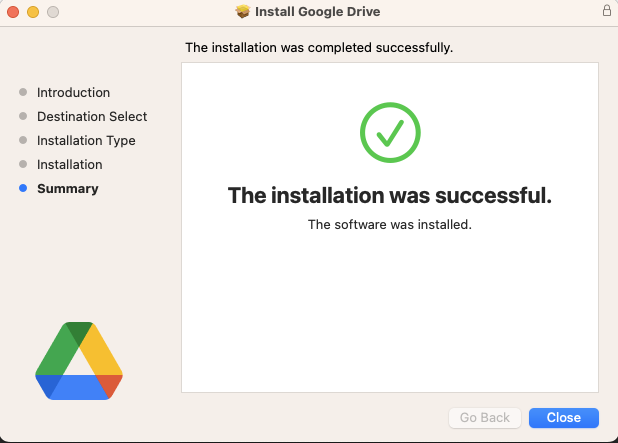 Install Google Drive
The installation was completed successfully.
Introduction
Destination Select
Installation Type
Installation
Summary
The installation was successful.
The software was installed.
Go Back
Close